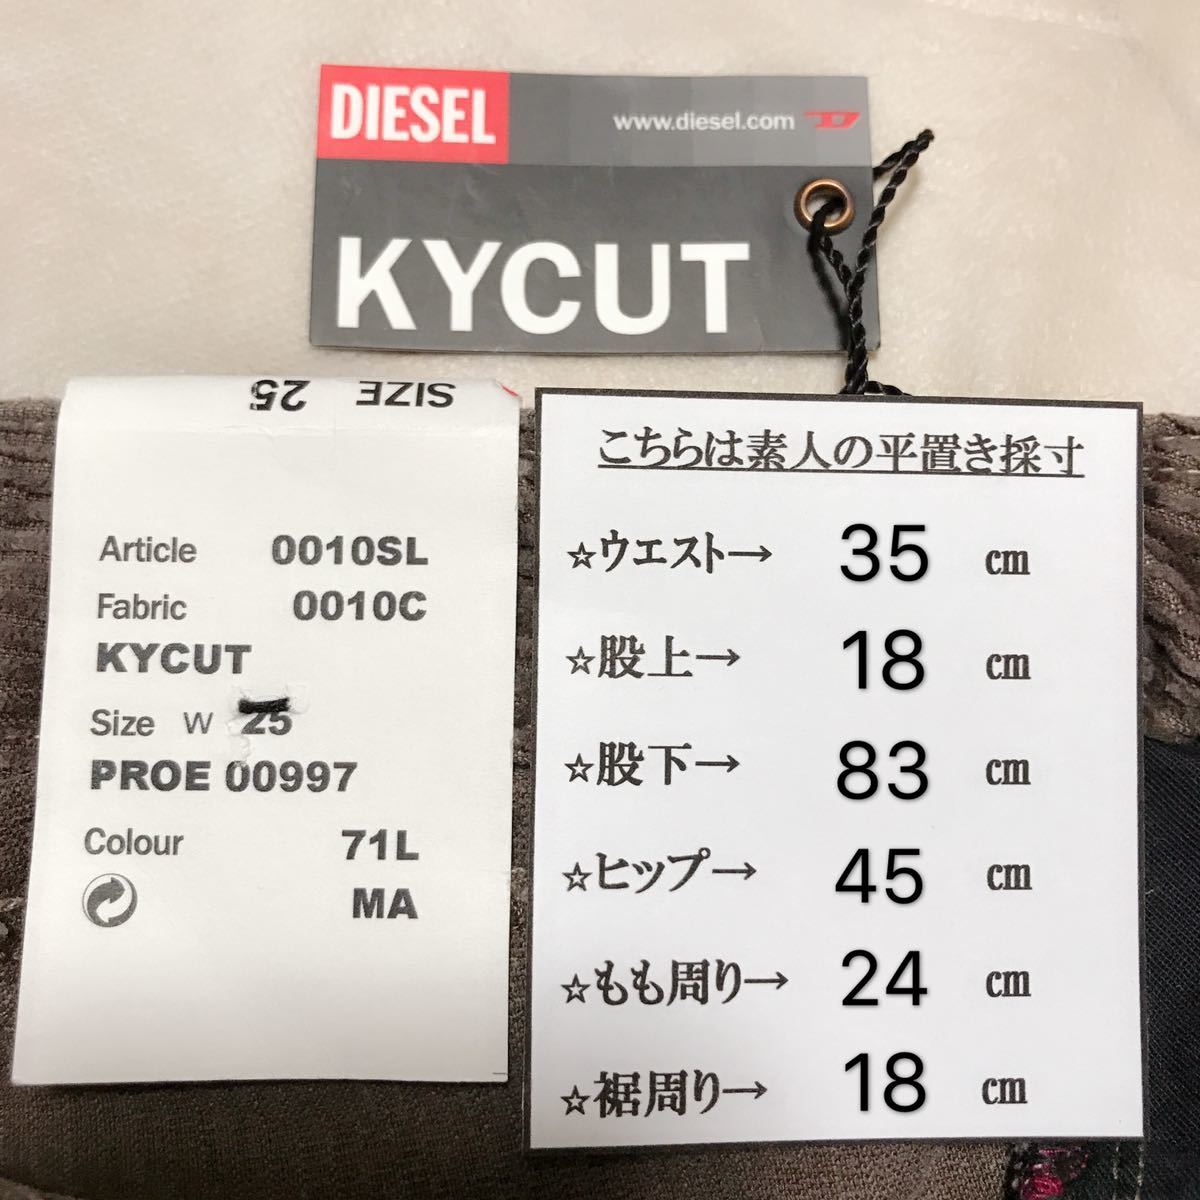 DIESEL
www.diesel.com
KYCUT
SIZE 25
Article 0010SL
Fabric 0010C
KYCUT
Size W 25
PROE 00997
Colour 71L
MA
こちらは素人の平置き採寸
☆ウエスト→ 35 ㎝
☆股上→ 18 ㎝
☆股下→ 83 ㎝
☆ヒップ→ 45 ㎝
☆もも周り→ 24 ㎝
☆裾周り→ 18 ㎝